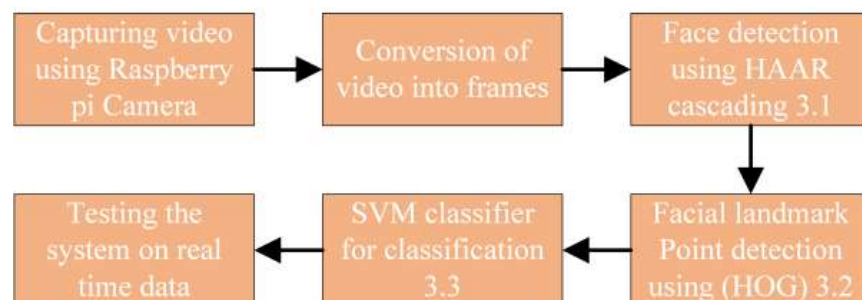 Capturing video
using Raspberry
pi Camera
Conversion of
video into frames
Face detection
using HAAR
cascading 3.1
Facial landmark
Point detection
using (HOG) 3.2
SVM classifier
for classification
3.3
Testing the
system on real
time data